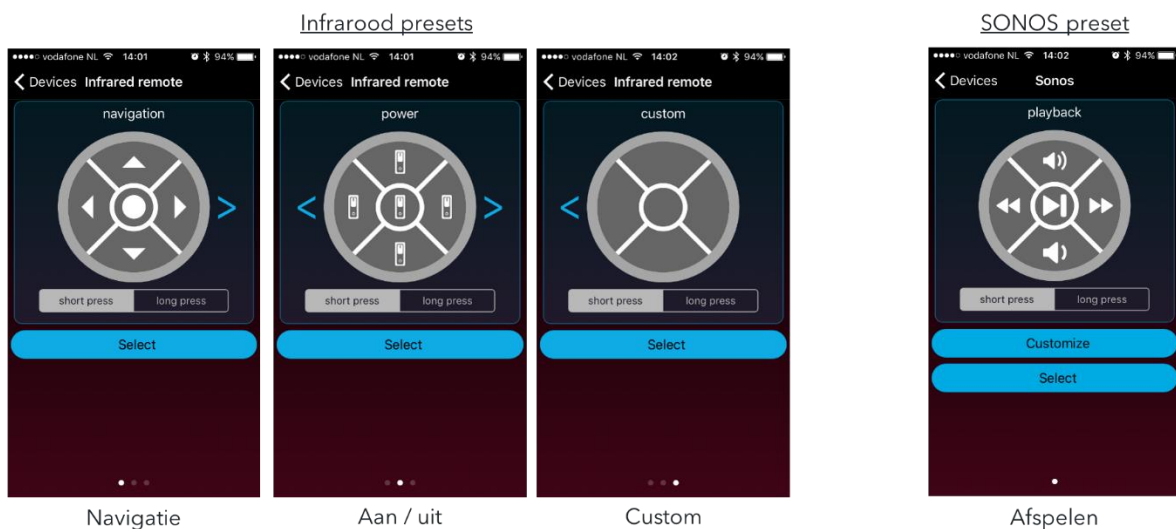 Infrarood presets
SONOS preset
vodafone NL 14:01 94%
Devices Infrared remote
navigation
>
short press long press
Select
Navigatie
vodafone NL 14:01 94%
Devices Infrared remote
power
< >
short press long press
Select
Aan / uit
vodafone NL 14:02 94%
Devices Infrared remote
custom
<
short press long press
Select
Custom
vodafone NL 14:02 94%
Devices Sonos
playback
short press long press
Customize
Select
Afspelen